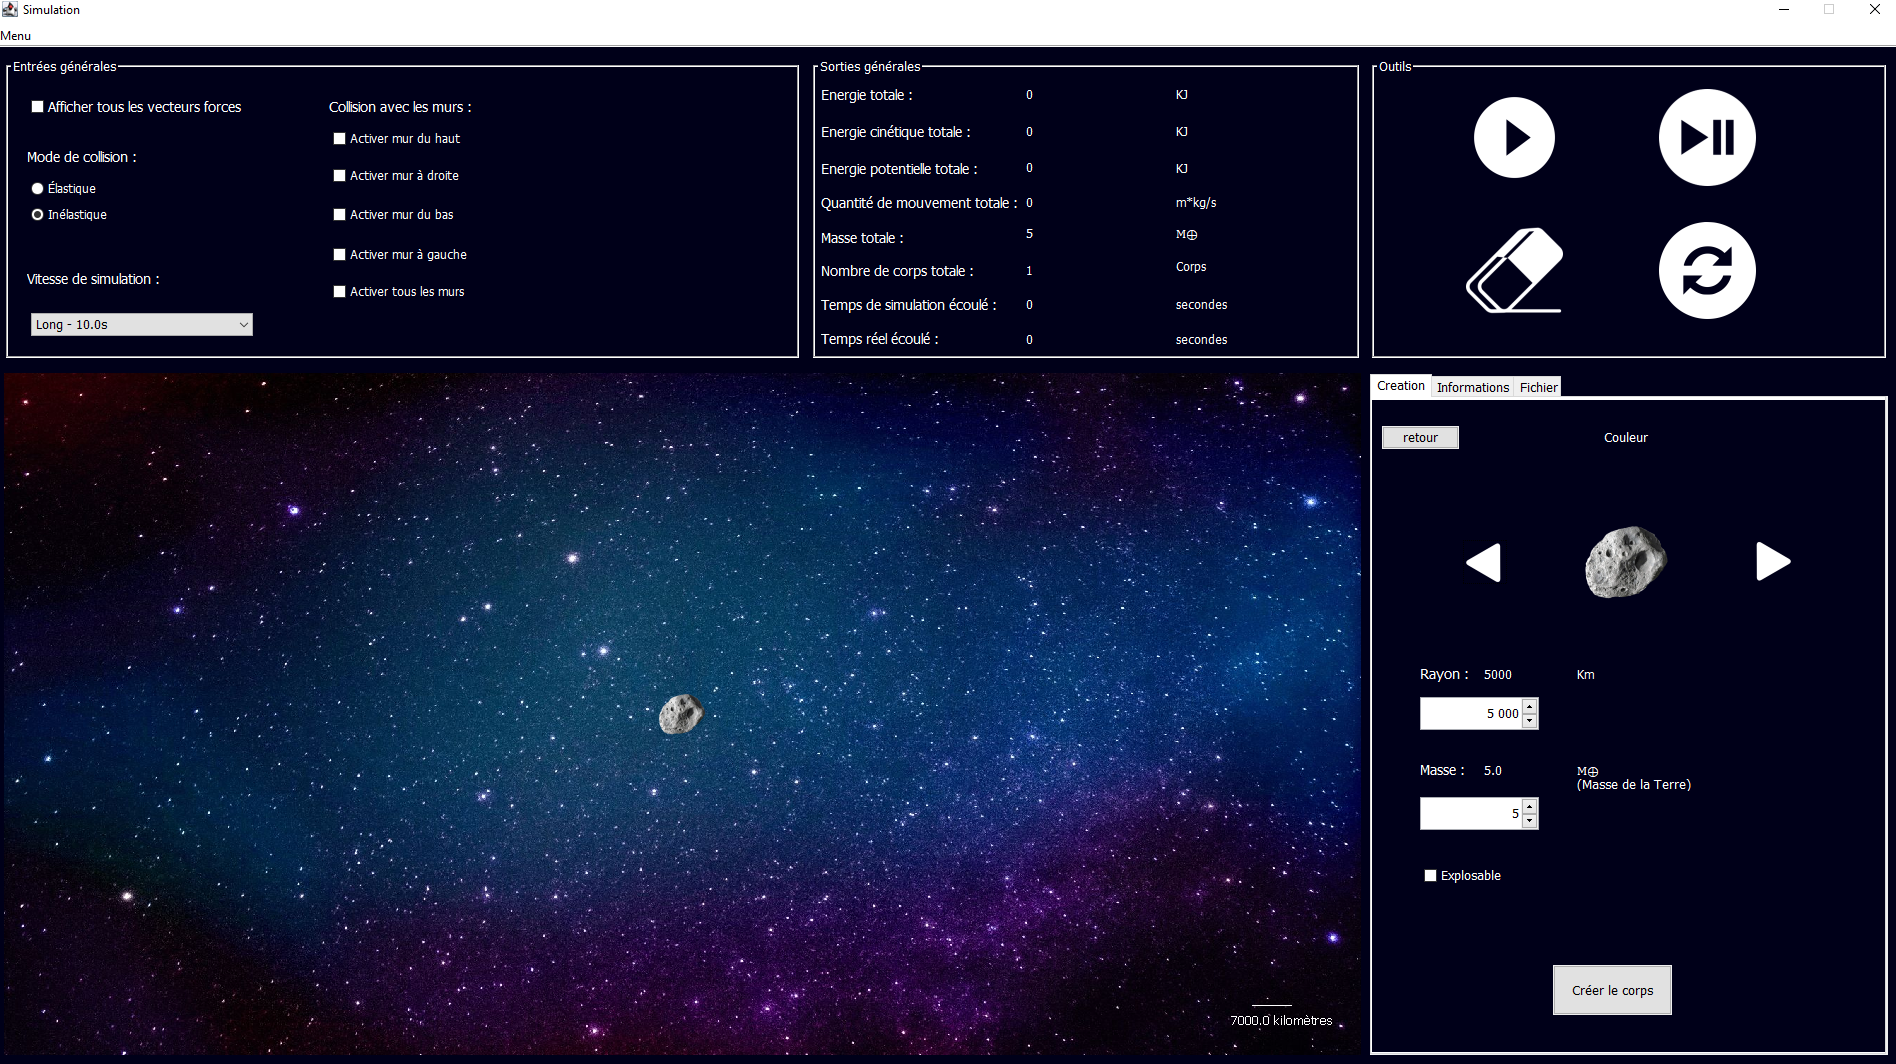 Simulation
Menu
Entrées générales
Afficher tous les vecteurs forces
Mode de collision :
Élastique
Inélastique
Vitesse de simulation :
Long - 10.0s
Collision avec les murs :
Activer mur du haut
Activer mur à droite
Activer mur du bas
Activer mur à gauche
Activer tous les murs
Sorties générales
Energie totale : 0 KJ
Energie cinétique totale : 0 KJ
Energie potentielle totale : 0 KJ
Quantité de mouvement totale : 0 m*kg/s
Masse totale : 5 M⊕
Nombre de corps totale : 1 Corps
Temps de simulation écoulé : 0 secondes
Temps réel écoulé : 0 secondes
Outils
7000.0 kilomètres
Creation Informations Fichier
retour Couleur
Rayon : 5000 Km
5 000
Masse : 5.0 M⊕
(Masse de la Terre)
5
Explosable
Créer le corps